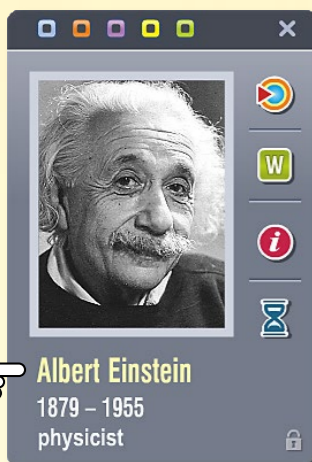 W
i
Albert Einstein
1879 – 1955
physicist